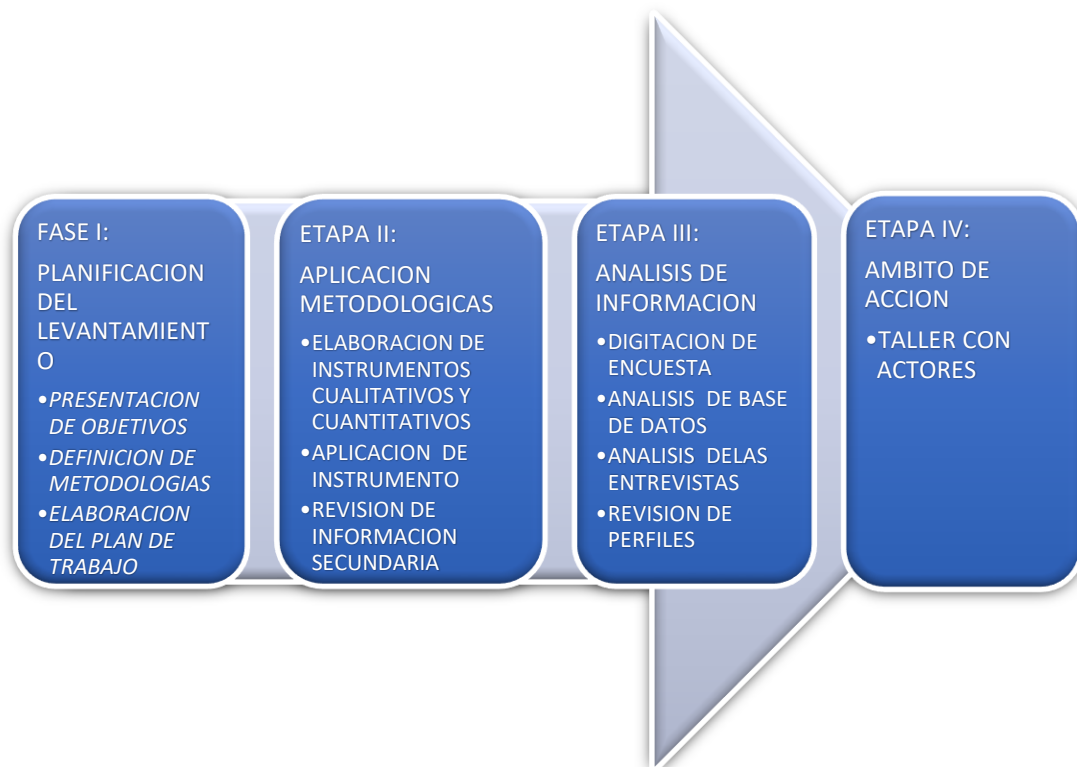 FASE I:
PLANIFICACION
DEL
LEVANTAMIENT
O
•PRESENTACION
DE OBJETIVOS
•DEFINICION DE
METODOLOGIAS
•ELABORACION
DEL PLAN DE
TRABAJO
ETAPA II:
APLICACION
METODOLOGICAS
•ELABORACION DE
INSTRUMENTOS
CUALITATIVOS Y
CUANTITATIVOS
•APLICACION DE
INSTRUMENTO
•REVISION DE
INFORMACION
SECUNDARIA
ETAPA III:
ANALISIS DE
INFORMACION
•DIGITACION DE
ENCUESTA
•ANALISIS DE BASE
DE DATOS
•ANALISIS DELAS
ENTREVISTAS
•REVISION DE
PERFILES
ETAPA IV:
AMBITO DE
ACCION
•TALLER CON
ACTORES